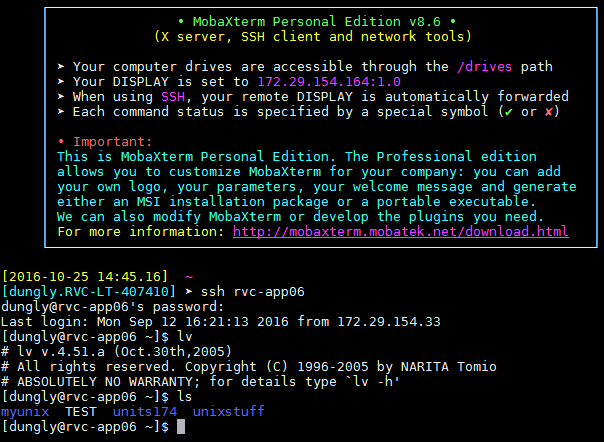 • MobaXterm Personal Edition v8.6 •
(X server, SSH client and network tools)
➤ Your computer drives are accessible through the /drives path
➤ Your DISPLAY is set to 172.29.154.164:1.0
➤ When using SSH, your remote DISPLAY is automatically forwarded
➤ Each command status is specified by a special symbol (✔ or ✘)
• Important:
This is MobaXterm Personal Edition. The Professional edition
allows you to customize MobaXterm for your company: you can add
your own logo, your parameters, your welcome message and generate
either an MSI installation package or a portable executable.
We can also modify MobaXterm or develop the plugins you need.
For more information: http://mobaxterm.mobatek.net/download.html
[2016-10-25 14:45.16] ~
[dungly.RVC-LT-407410] ➤ ssh rvc-app06
dungly@rvc-app06's password:
Last login: Mon Sep 12 16:21:13 2016 from 172.29.154.33
[dungly@rvc-app06 ~]$ lv
# lv v.4.51.a (Oct.30th,2005)
# All rights reserved. Copyright (C) 1996-2005 by NARITA Tomio
# ABSOLUTELY NO WARRANTY; for details type `lv -h'
[dungly@rvc-app06 ~]$ ls
myunix TEST units174 unixstuff
[dungly@rvc-app06 ~]$